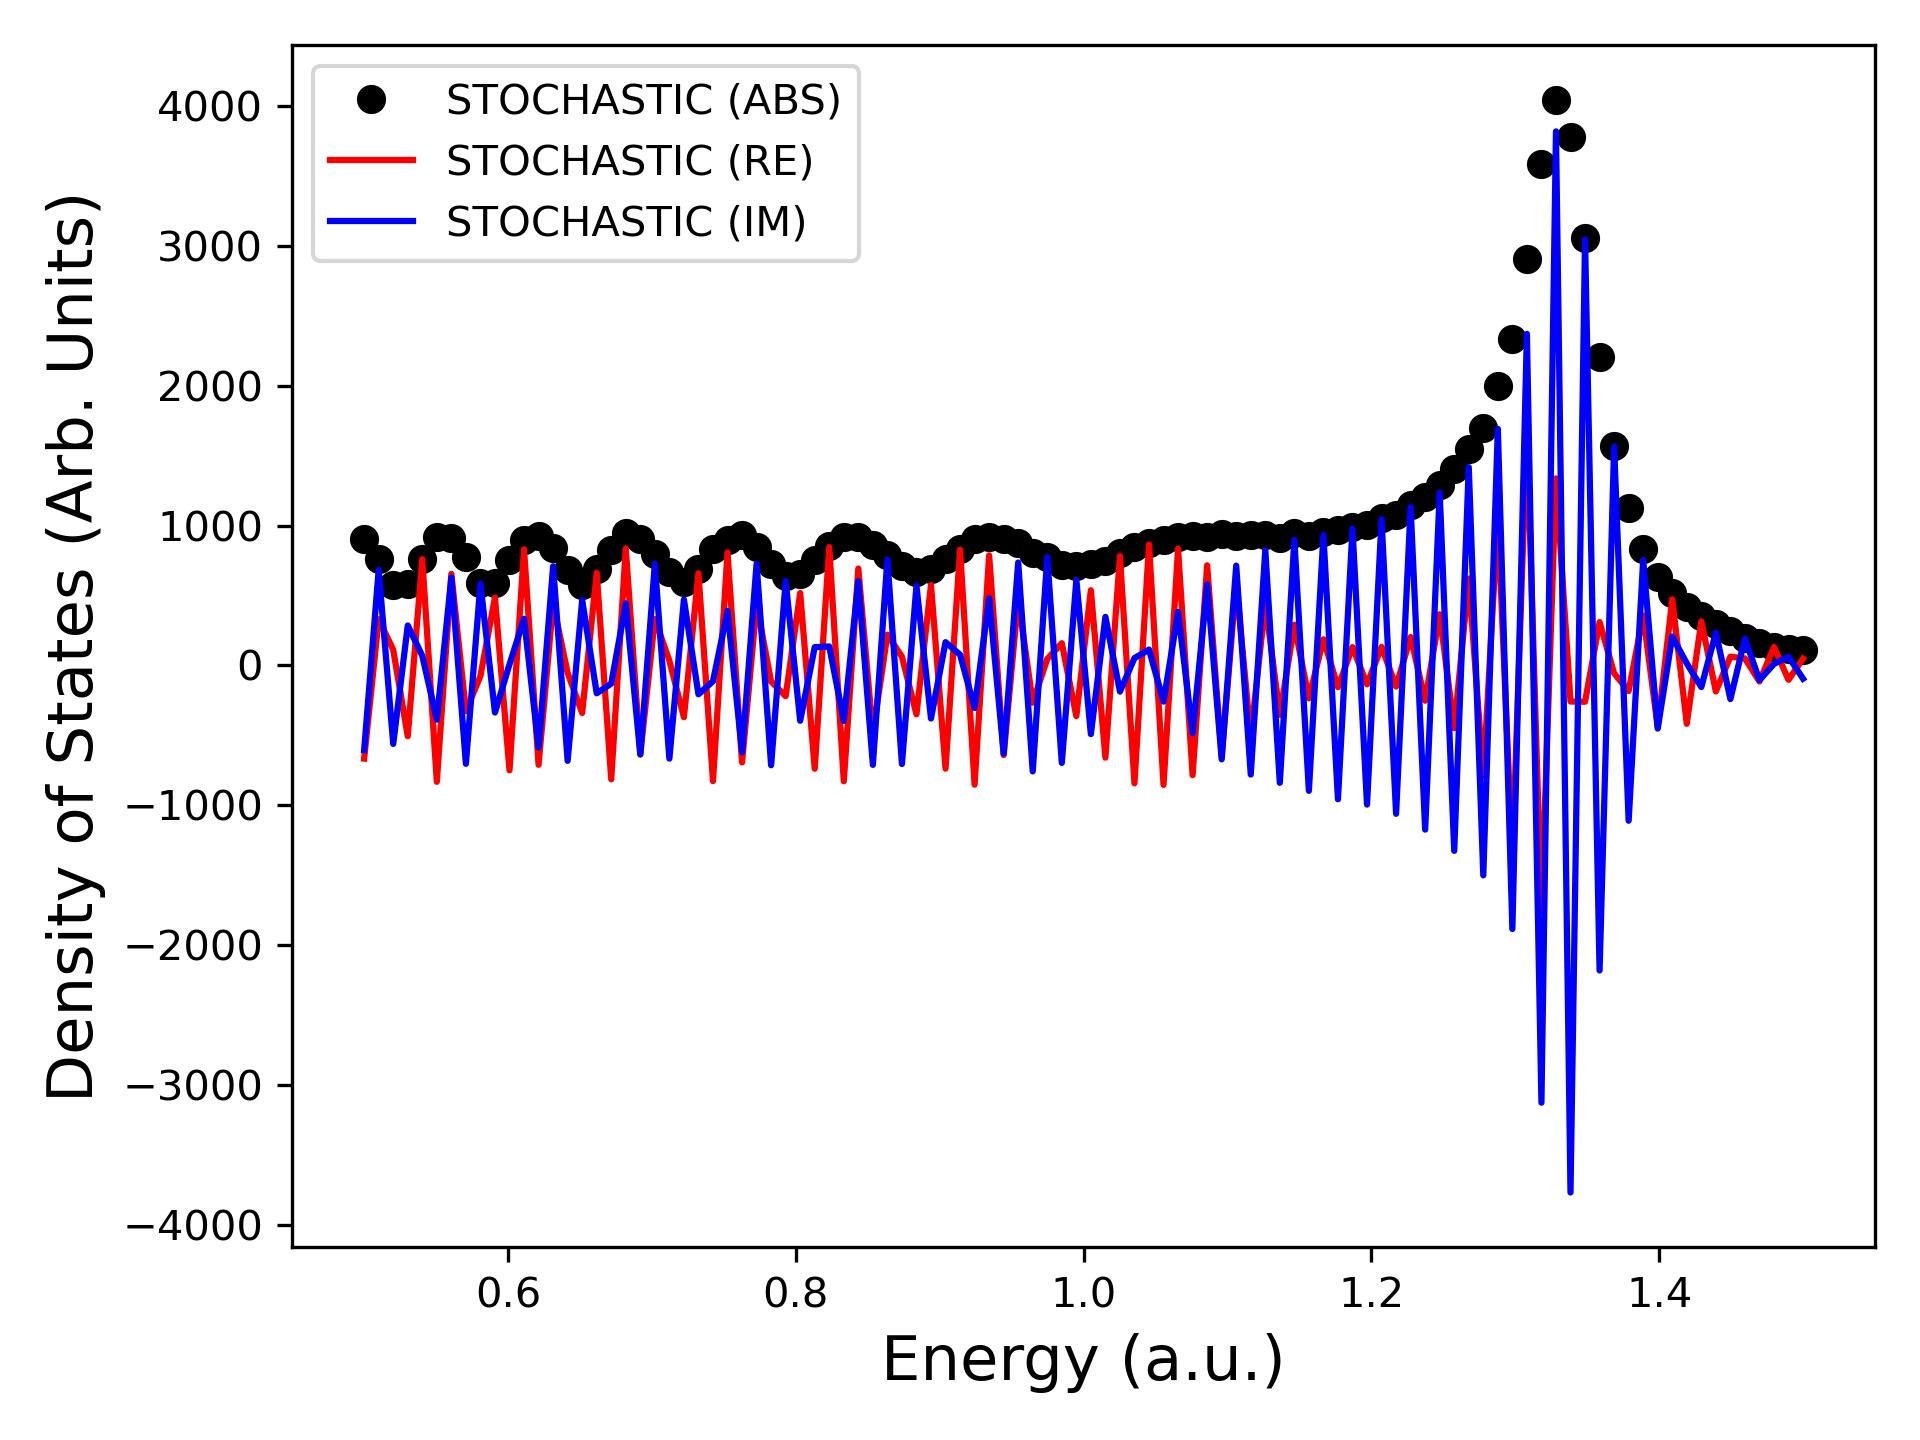 STOCHASTIC (ABS)
STOCHASTIC (RE)
STOCHASTIC (IM)
Density of States (Arb. Units)
4000
3000
2000
1000
0
−1000
−2000
−3000
−4000
0.6 0.8 1.0 1.2 1.4
Energy (a.u.)